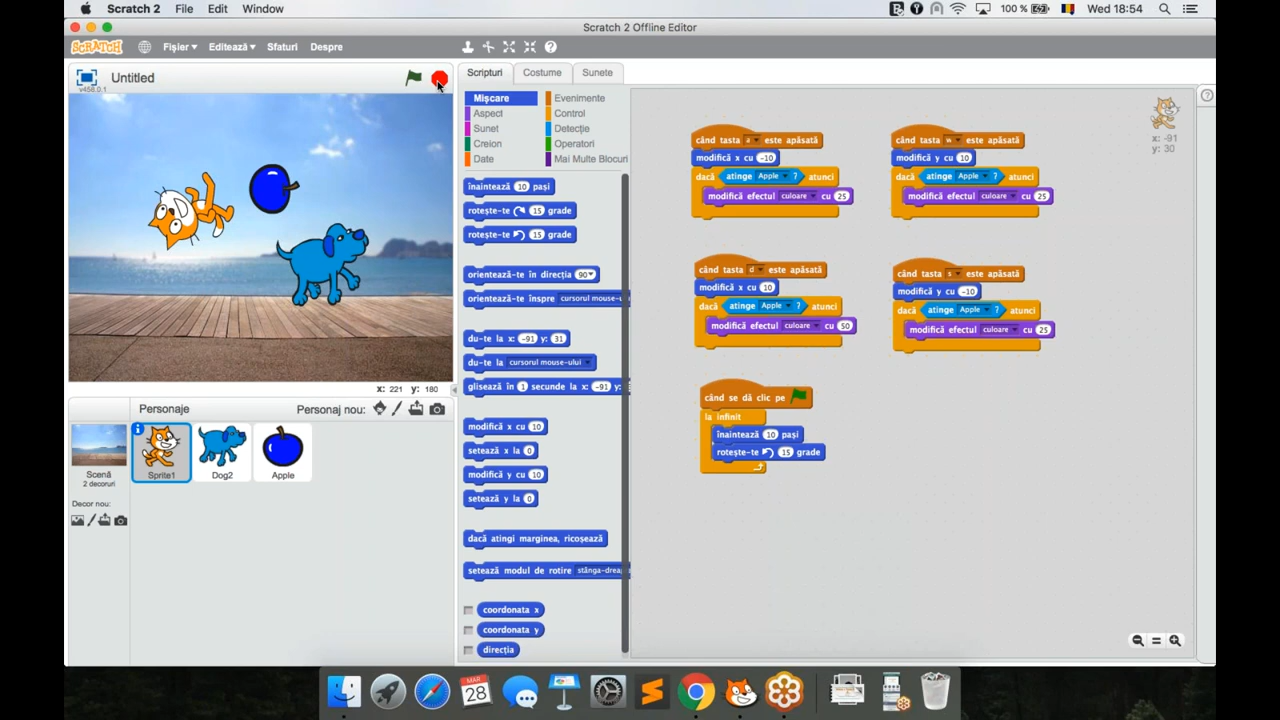 Scratch 2 File Edit Window 100 % Wed 18:54
Scratch 2 Offline Editor
SCRATCH Fișier Editează Sfaturi Despre
Untitled
v458.0.1
x: 221 y: 180
Personaje Personaj nou:
Scenă
2 decoruri
Decor nou:
Sprite1 Dog2 Apple
Scripturi Costume Sunete
Mișcare Evenimente
Aspect Control
Sunet Detecție
Creion Operatori
Date Mai Multe Blocuri
înaintează 10 pași
rotește-te 15 grade
rotește-te 15 grade
orientează-te în direcția 90
orientează-te înspre cursorul mouse-u
du-te la x: -91 y: 31
du-te la cursorul mouse-ului
glisează în 1 secunde la x: -91 y:
modifică x cu 10
setează x la 0
modifică y cu 10
setează y la 0
dacă atingi marginea, ricoșează
setează modul de rotire stânga-drea
coordonata x
coordonata y
direcția
când tasta a este apăsată
modifică x cu -10
dacă atinge Apple ? atunci
modifică efectul culoare cu 25
când tasta w este apăsată
modifică y cu 10
dacă atinge Apple ? atunci
modifică efectul culoare cu 25
când tasta d este apăsată
modifică x cu 10
dacă atinge Apple ? atunci
modifică efectul culoare cu 50
când tasta s este apăsată
modifică y cu -10
dacă atinge Apple ? atunci
modifică efectul culoare cu 25
când se dă clic pe
la infinit
înaintează 10 pași
rotește-te 15 grade
x: -91
y: 30
MAR
28